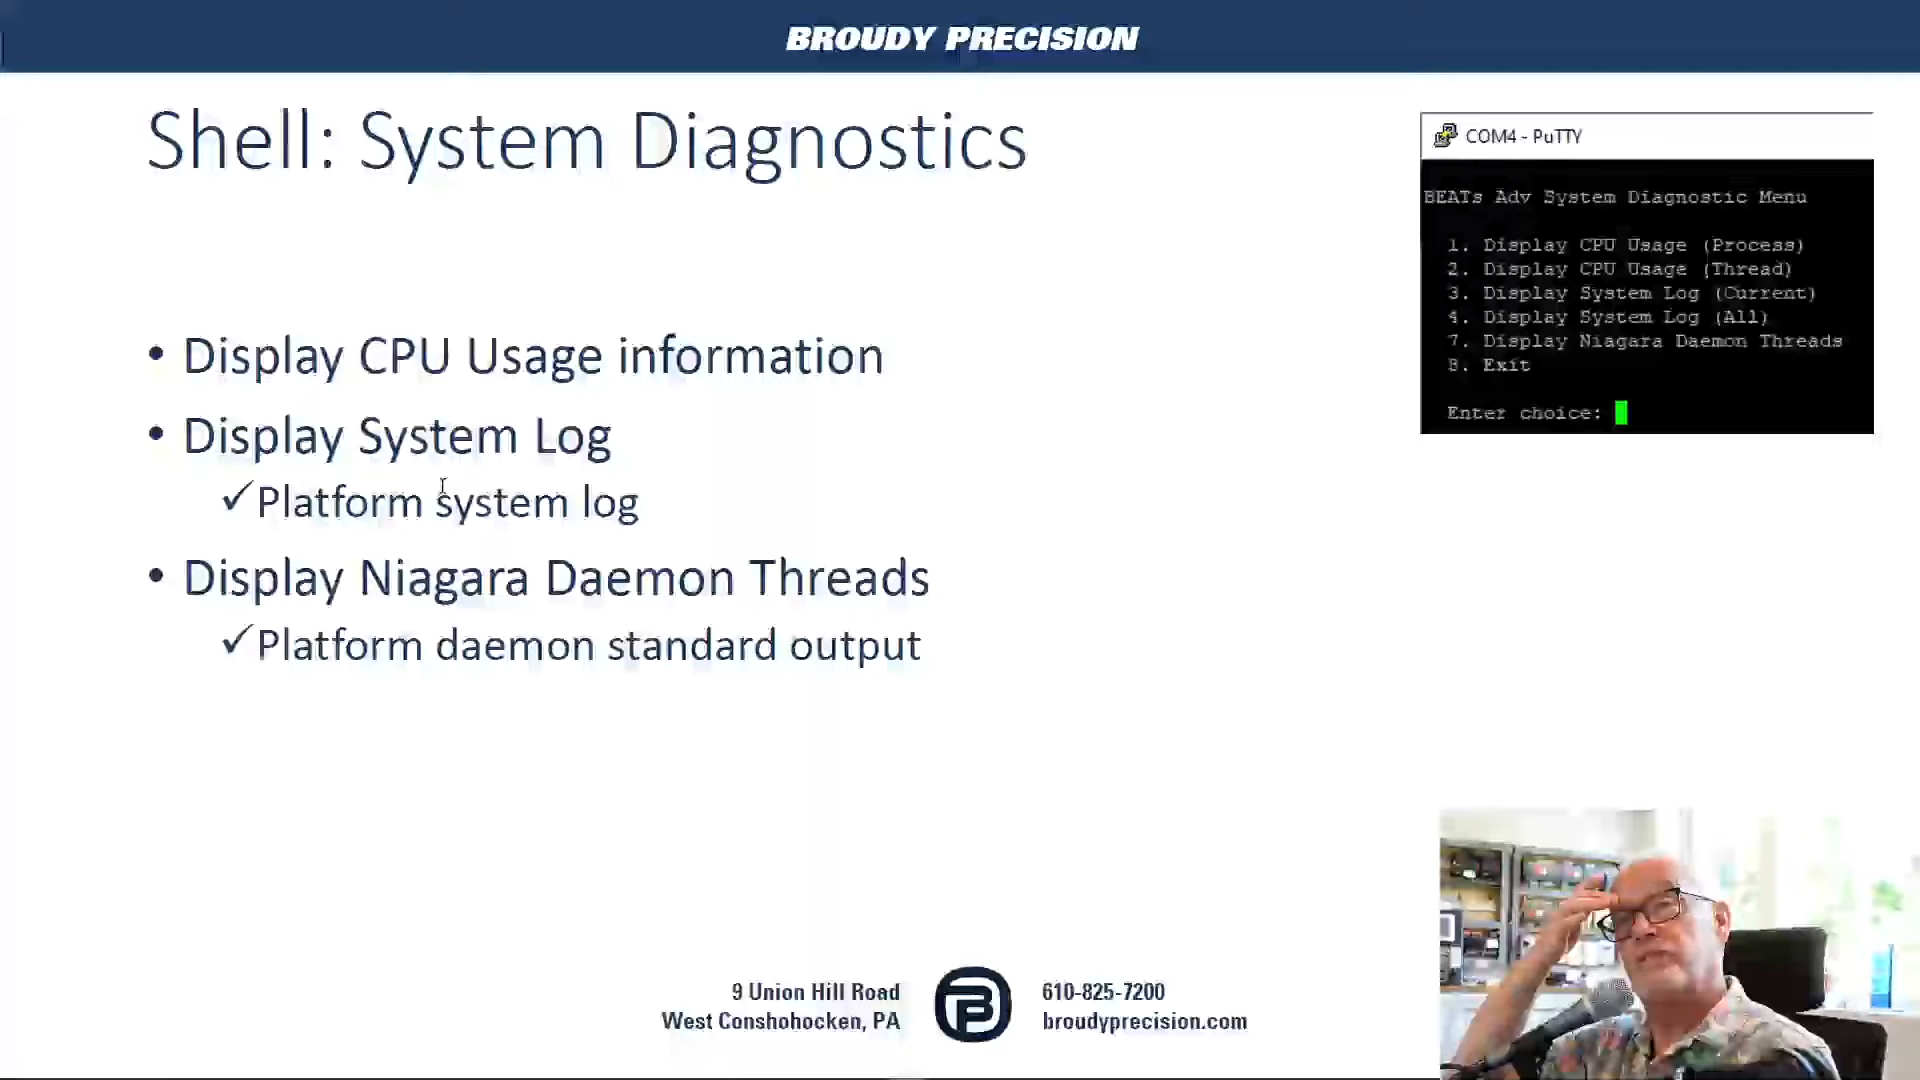 BROUDY PRECISION
Shell: System Diagnostics
• Display CPU Usage information
• Display System Log
✓Platform system log
• Display Niagara Daemon Threads
✓Platform daemon standard output
COM4 - PuTTY
BEATs Adv System Diagnostic Menu
1. Display CPU Usage (Process)
2. Display CPU Usage (Thread)
3. Display System Log (Current)
4. Display System Log (All)
7. Display Niagara Daemon Threads
8. Exit
Enter choice:
9 Union Hill Road
West Conshohocken, PA
610-825-7200
broudyprecision.com